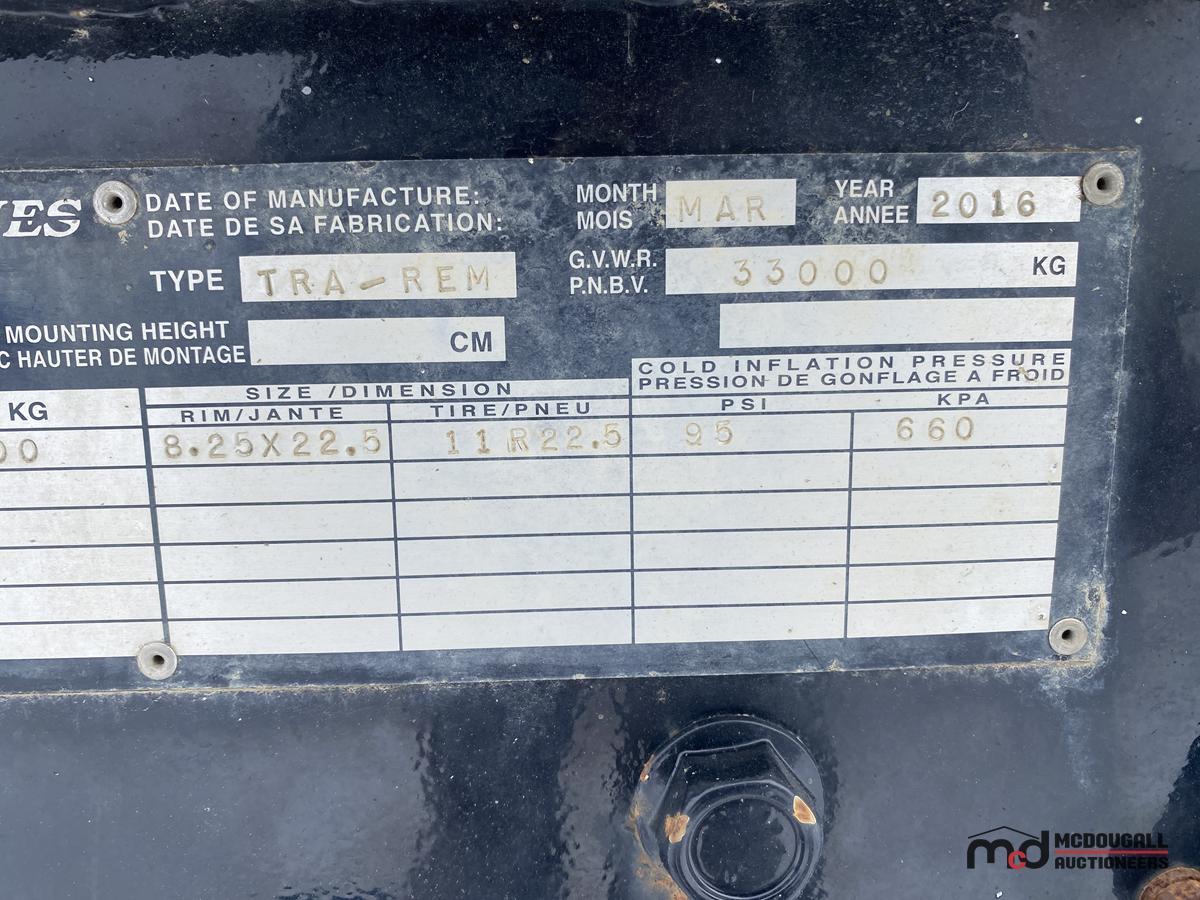 DATE OF MANUFACTURE: MONTH MAR YEAR 2016
DATE DE SA FABRICATION: MOIS ANNEE
TYPE TRA-REM G.V.W.R. 33000 KG
P.N.B.V.
MOUNTING HEIGHT CM
C HAUTER DE MONTAGE
SIZE /DIMENSION COLD INFLATION PRESSURE
PRESSION DE GONFLAGE A FROID
KG RIM/JANTE TIRE/PNEU PSI KPA
00 8.25X22.5 11R22.5 95 660
mcd MCDOUGALL
AUCTIONEERS